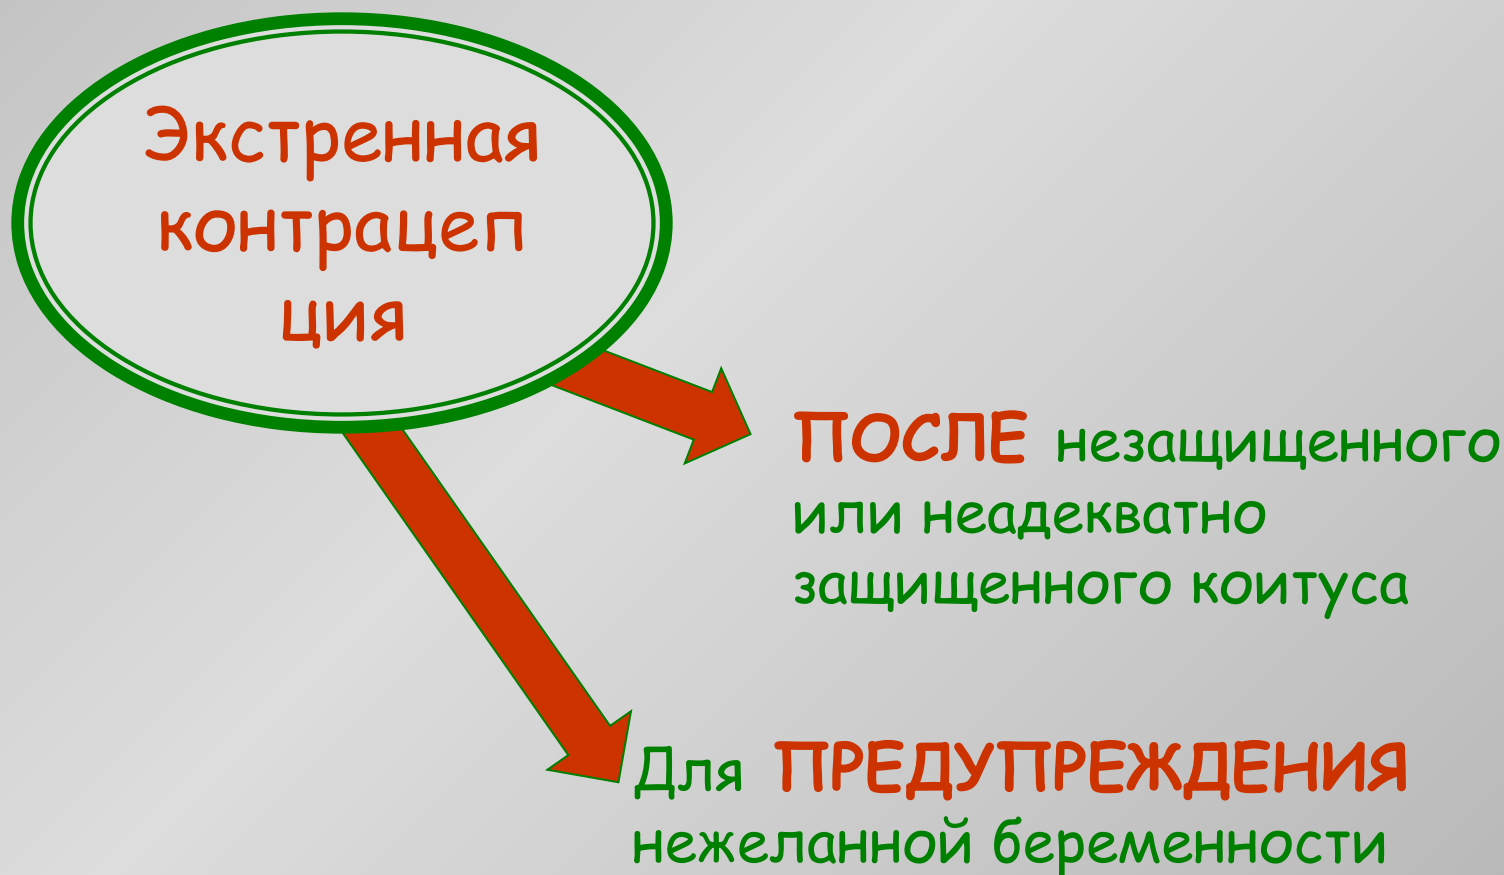 Экстренная
контрацеп
ция
ПОСЛЕ незащищенного
или неадекватно
защищенного коитуса
Для ПРЕДУПРЕЖДЕНИЯ
нежеланной беременности